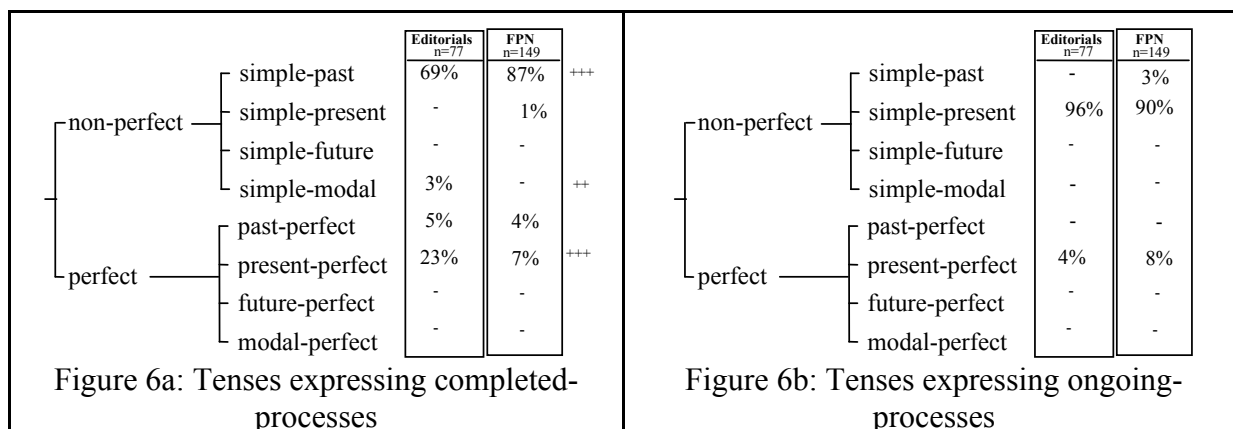 Editorials FPN
n=77 n=149
simple-past 69% 87% +++
non-perfect simple-present - 1%
simple-future - -
simple-modal 3% - ++
past-perfect 5% 4%
perfect present-perfect 23% 7% +++
future-perfect - -
modal-perfect - -
Figure 6a: Tenses expressing completed-
processes
Editorials FPN
n=77 n=149
simple-past - 3%
non-perfect simple-present 96% 90%
simple-future - -
simple-modal - -
past-perfect - -
perfect present-perfect 4% 8%
future-perfect - -
modal-perfect - -
Figure 6b: Tenses expressing ongoing-
processes